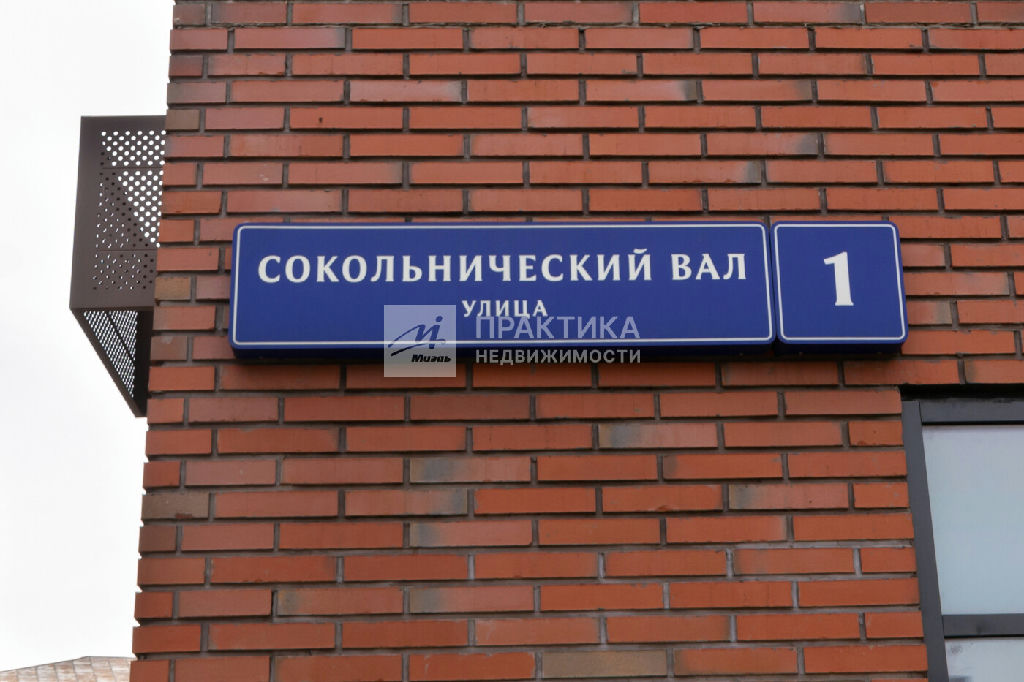 СОКОЛЬНИЧЕСКИЙ ВАЛ
УЛИЦА
1
Миэль
ПРАКТИКА
НЕДВИЖИМОСТИ